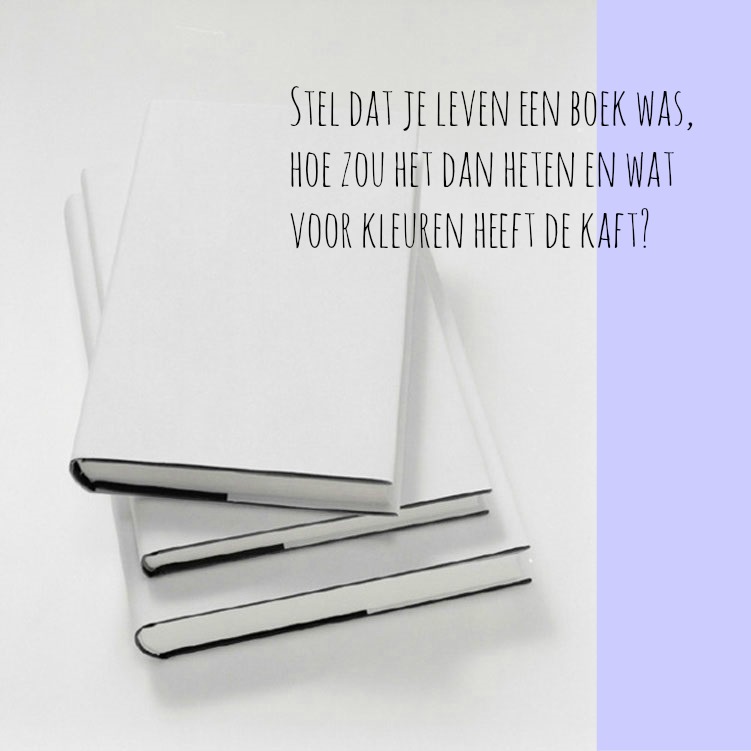 Stel dat je leven een boek was,
hoe zou het dan heten en wat
voor kleuren heeft de kaft?